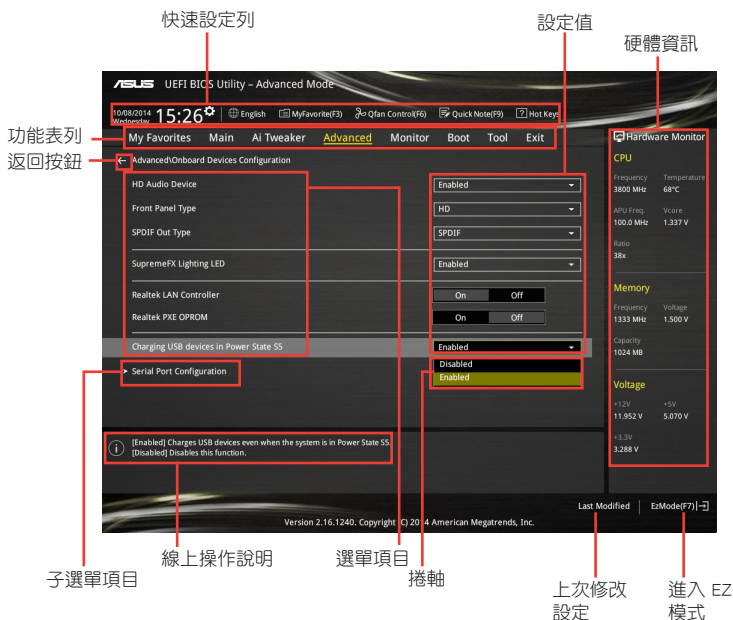 快速設定列
設定值
硬體資訊
ASUS UEFI BIOS Utility – Advanced Mode
10/08/2014
Wednesday
15:26
English
MyFavorite(F3)
Qfan Control(F6)
Quick Note(F9)
? Hot Keys
功能表列
My Favorites Main Ai Tweaker Advanced Monitor Boot Tool Exit
Hardware Monitor
返回按鈕
← Advanced\Onboard Devices Configuration
HD Audio Device
Enabled
Front Panel Type
HD
SPDIF Out Type
SPDIF
SupremeFX Lighting LED
Enabled
Realtek LAN Controller
On Off
Realtek PXE OPROM
On Off
Charging USB devices in Power State S5
Enabled
Disabled
Enabled
> Serial Port Configuration
CPU
Frequency Temperature
3800 MHz 68°C
APU Freq. Vcore
100.0 MHz 1.337 V
Ratio
38x
Memory
Frequency Voltage
1333 MHz 1.500 V
Capacity
1024 MB
Voltage
+12V +5V
11.952 V 5.070 V
+3.3V
3.288 V
[Enabled] Charges USB devices even when the system is in Power State S5.
[Disabled] Disables this function.
Last Modified
EzMode(F7)
Version 2.16.1240. Copyright (C) 2014 American Megatrends, Inc.
子選單項目
線上操作說明
選單項目
捲軸
上次修改
設定
進入 EZ
模式